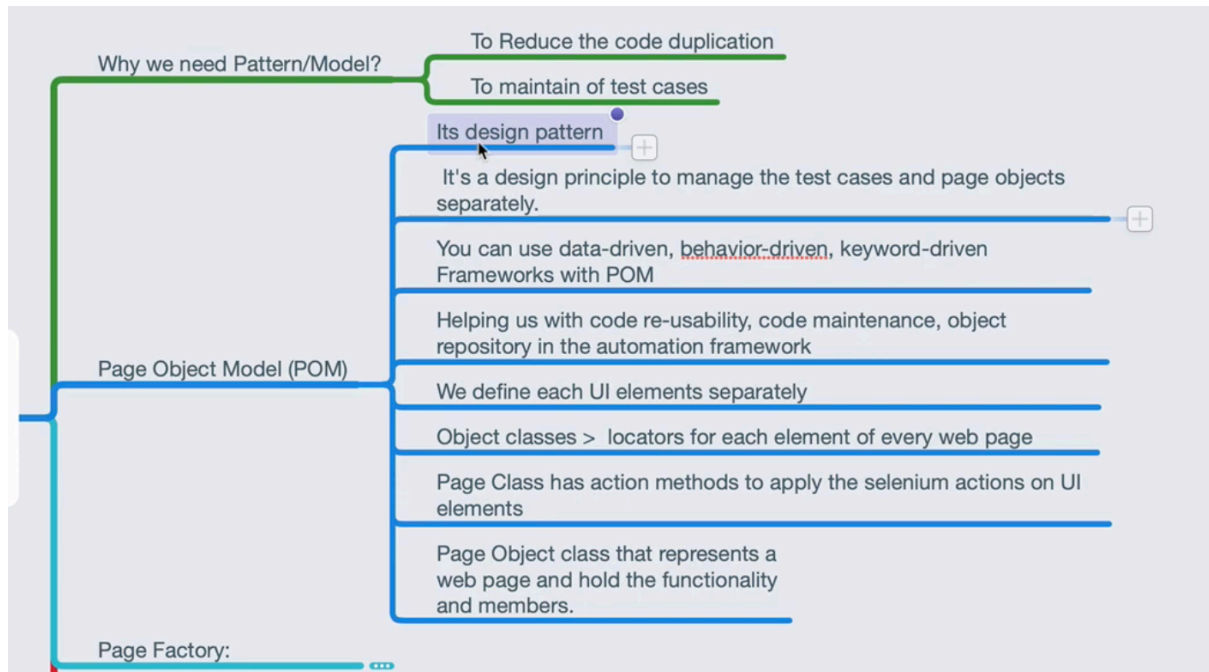 Why we need Pattern/Model?
To Reduce the code duplication
To maintain of test cases
Page Object Model (POM)
Its design pattern
It's a design principle to manage the test cases and page objects
separately.
You can use data-driven, behavior-driven, keyword-driven
Frameworks with POM
Helping us with code re-usability, code maintenance, object
repository in the automation framework
We define each UI elements separately
Object classes > locators for each element of every web page
Page Class has action methods to apply the selenium actions on UI
elements
Page Object class that represents a
web page and hold the functionality
and members.
Page Factory: